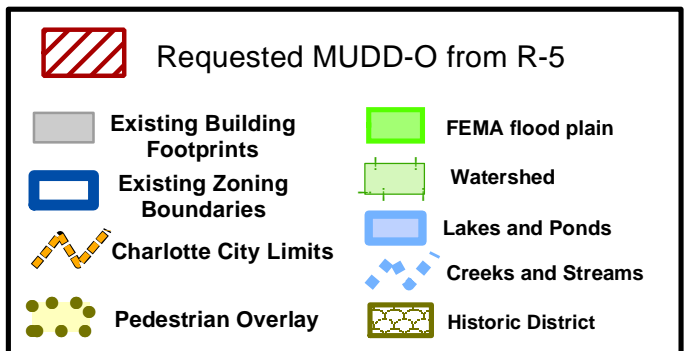 Requested MUDD-O from R-5
Existing Building
Footprints
Existing Zoning
Boundaries
Charlotte City Limits
Pedestrian Overlay
FEMA flood plain
Watershed
Lakes and Ponds
Creeks and Streams
Historic District